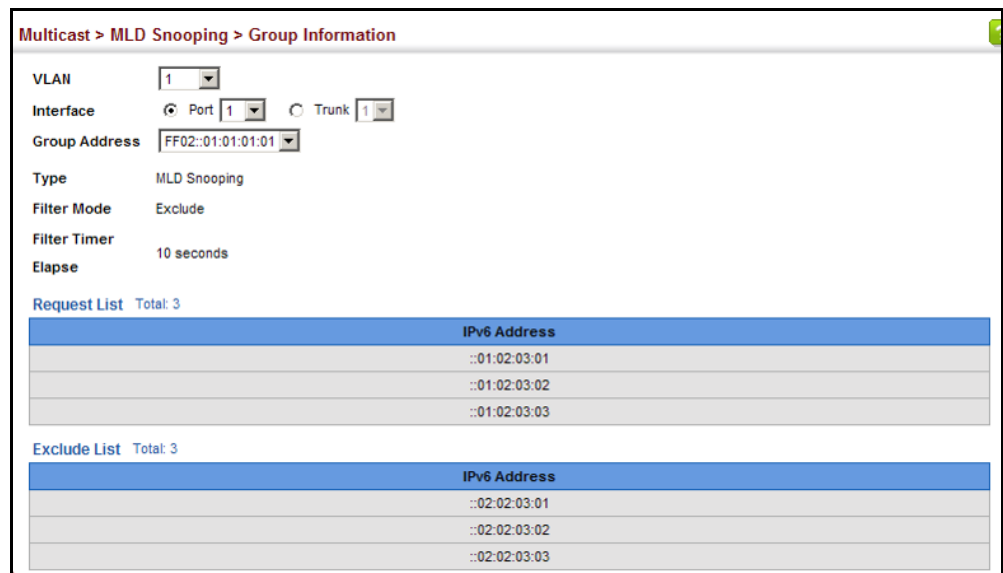 Multicast > MLD Snooping > Group Information
?
VLAN 1
Interface Port 1 Trunk 1
Group Address FF02::01:01:01:01
Type MLD Snooping
Filter Mode Exclude
Filter Timer
Elapse 10 seconds
Request List Total: 3
IPv6 Address
::01:02:03:01
::01:02:03:02
::01:02:03:03
Exclude List Total: 3
IPv6 Address
::02:02:03:01
::02:02:03:02
::02:02:03:03